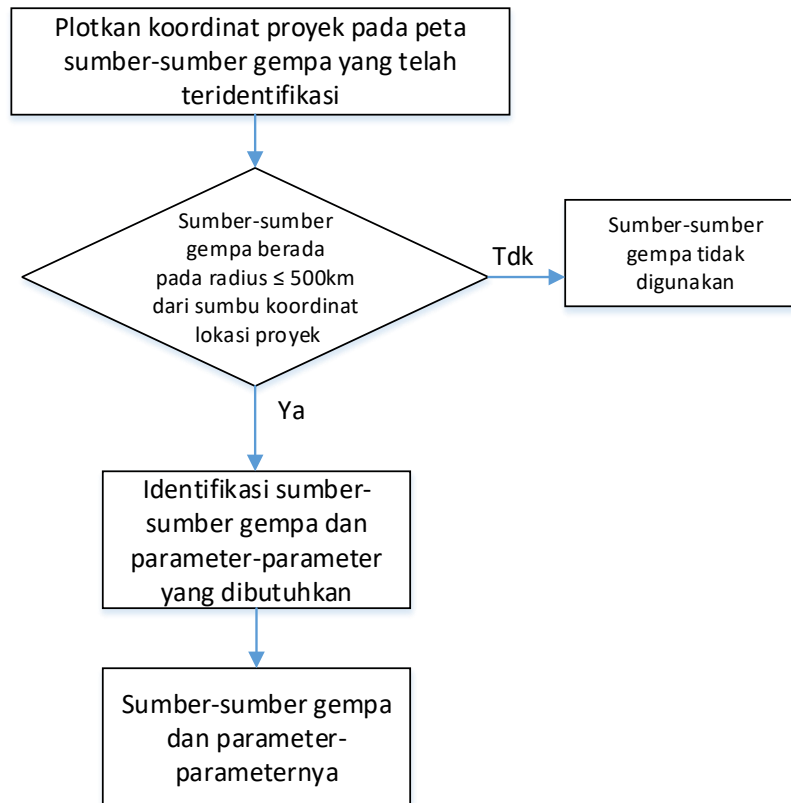 Plotkan koordinat proyek pada peta
sumber-sumber gempa yang telah
teridentifikasi
Sumber-sumber
gempa berada
pada radius ≤ 500km
dari sumbu koordinat
lokasi proyek
Tdk
Sumber-sumber
gempa tidak
digunakan
Ya
Identifikasi sumber-
sumber gempa dan
parameter-parameter
yang dibutuhkan
Sumber-sumber gempa
dan parameter-
parameternya